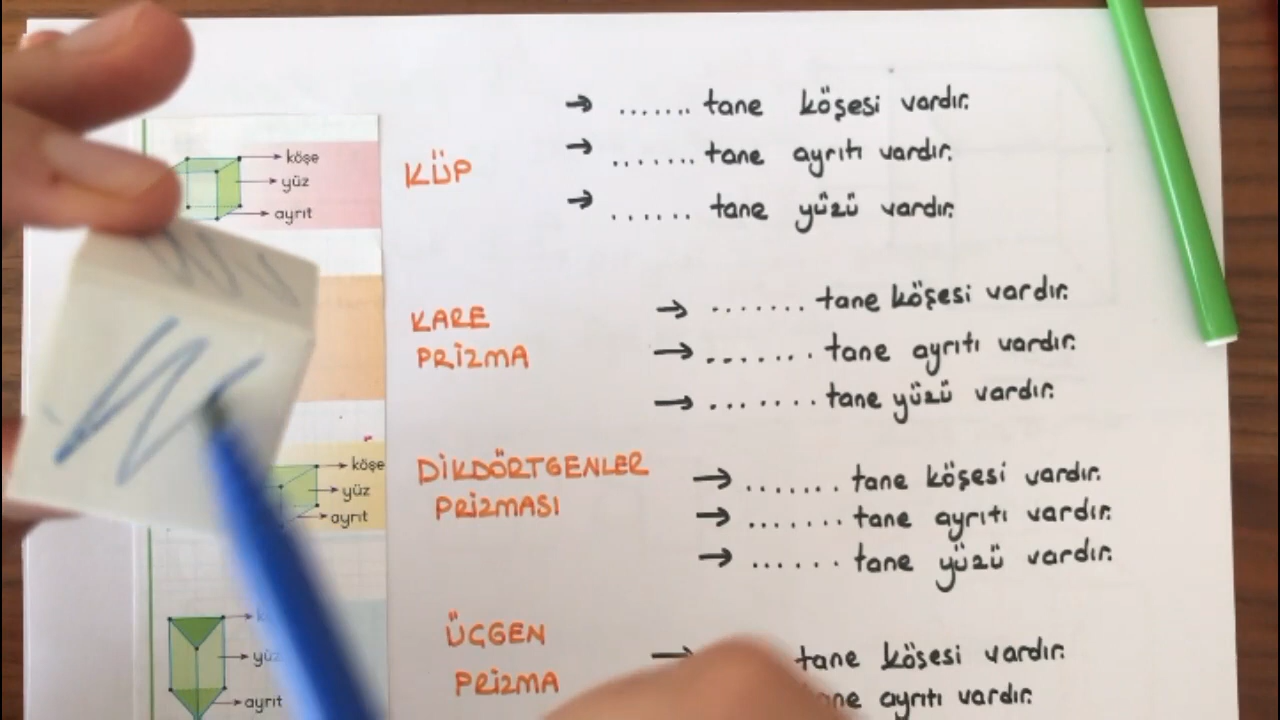 köşe
yüz
ayrıt
KÜP
→ ....... tane köşesi vardır.
→ ....... tane ayrıtı vardır.
→ ...... tane yüzü vardır.
KARE
PRİZMA
→ ....... tane köşesi vardır.
→ ....... tane ayrıtı vardır.
→ ....... tane yüzü vardır.
köşe
yüz
ayrıt
DİKDÖRTGENLER
PRİZMASI
→ ....... tane köşesi vardır.
→ ....... tane ayrıtı vardır.
→ ...... tane yüzü vardır.
ayrıt
ÜÇGEN
PRİZMA
→ tane köşesi vardır.
ayrıtı vardır.